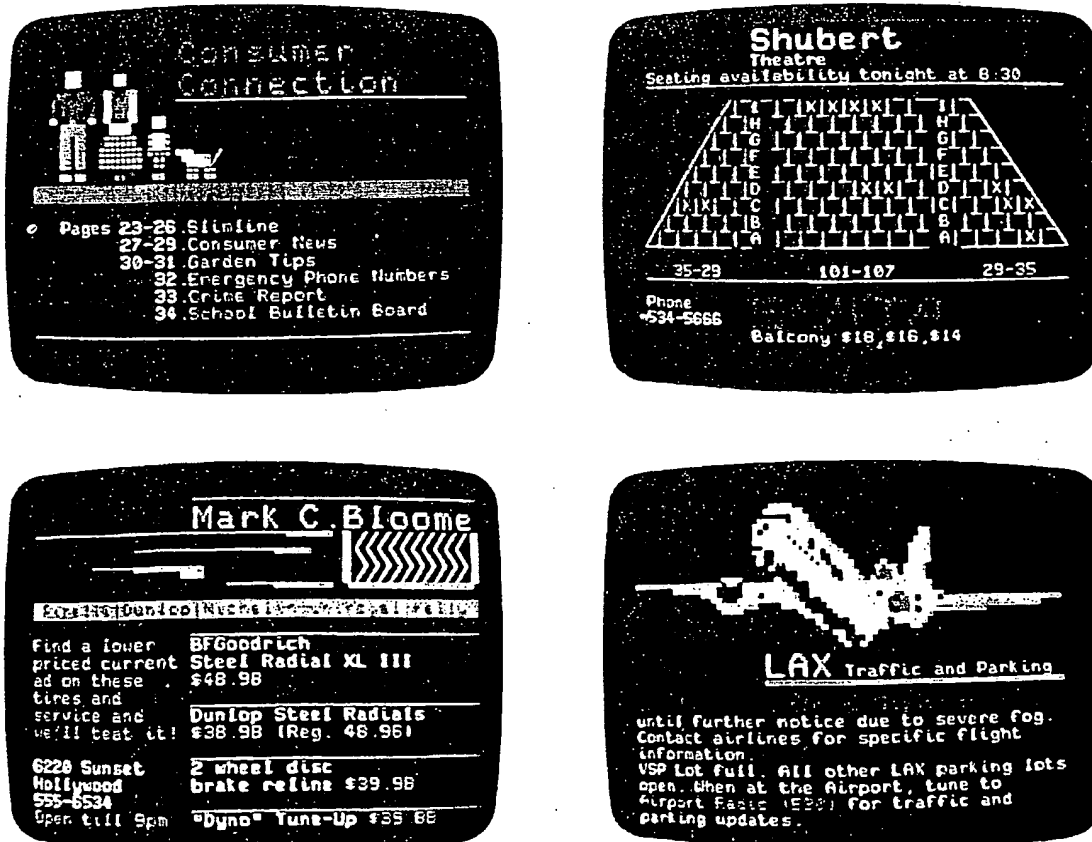 Consumer
Connection
Pages 23-26.Slimline
27-29.Consumer News
30-31.Garden Tips
32.Emergency Phone Numbers
33.Crime Report
34.School Bulletin Board
Shubert
Theatre
Seating availability tonight at 8:30
I X X X X I
H H
G G
F F
E E
D X X D X
X X C C X X
B B
A A X
35-29 101-107 29-35
Phone
534-5666
Balcony $18,$16,$14
Mark C.Bloome
Dunlop
Find a lower
priced current
ad on these
tires and
service and
we'll beat it!
6220 Sunset
Hollywood
555-6534
Open till 9pm
BFGoodrich
Steel Radial XL III
$48.98
Dunlop Steel Radials
$38.98 (Reg. 46.96)
2 wheel disc
brake reline $39.98
"Dyno" Tune-Up $39.88
LAX Traffic and Parking
until further notice due to severe fog.
Contact airlines for specific flight
information.
VSP Lot full. All other LAX parking lots
open. When at the Airport, tune to
Airport Radio (530) for traffic and
parking updates.